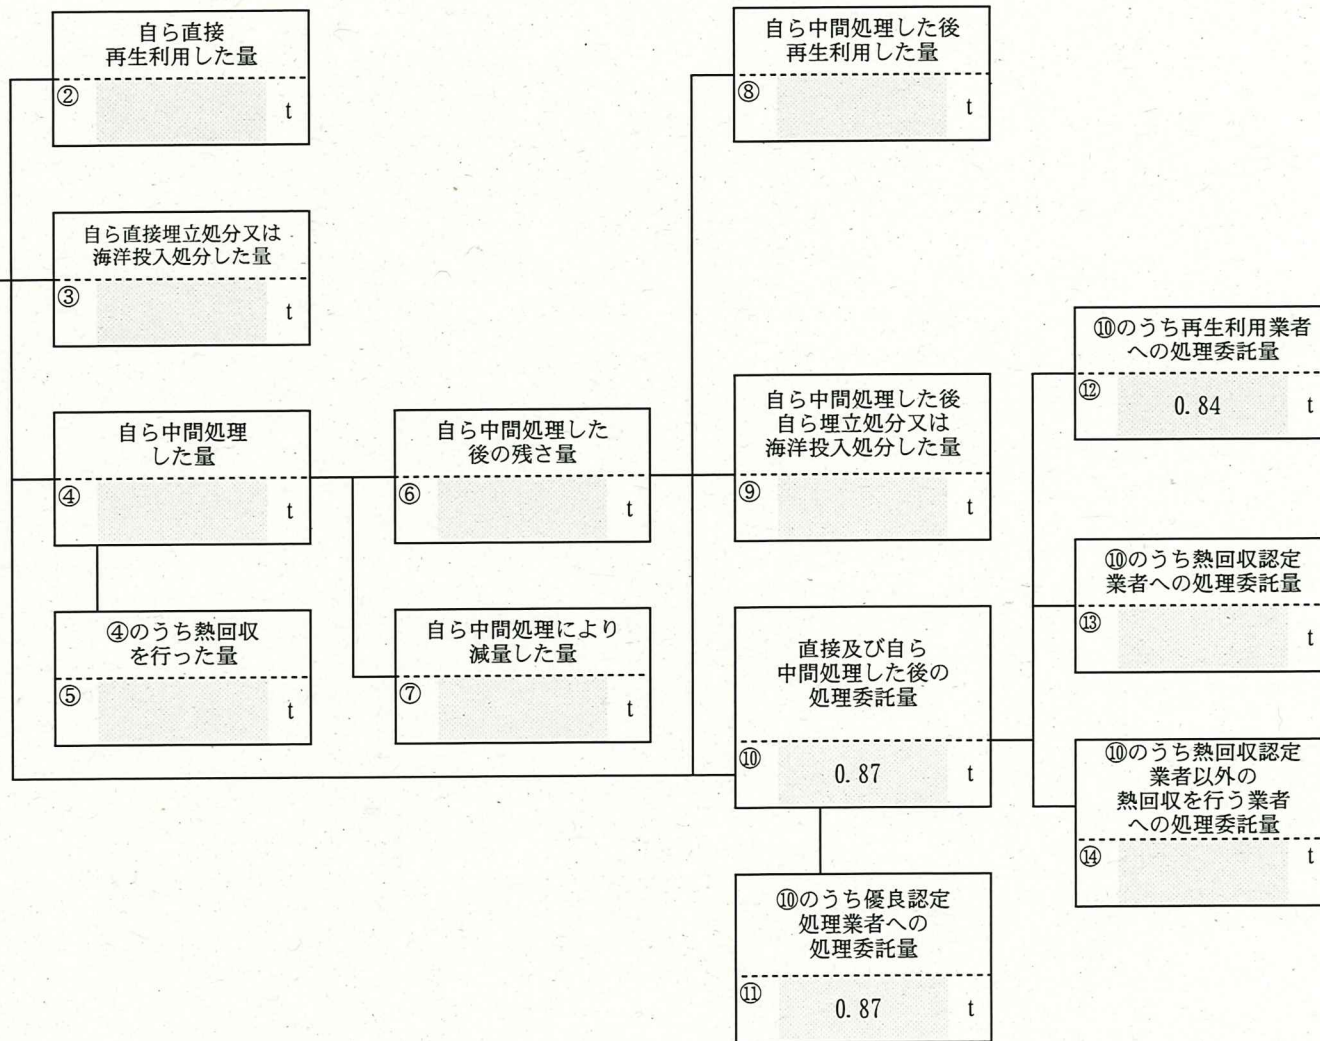 自ら直接
再生利用した量
②
t
自ら直接埋立処分又は
海洋投入処分した量
③
t
自ら中間処理
した量
④
t
④のうち熱回収
を行った量
⑤
t
自ら中間処理した
後の残さ量
⑥
t
自ら中間処理により
減量した量
⑦
t
自ら中間処理した後
再生利用した量
⑧
t
自ら中間処理した後
自ら埋立処分又は
海洋投入処分した量
⑨
t
直接及び自ら
中間処理した後の
処理委託量
⑩ 0.87 t
⑩のうち優良認定
処理業者への
処理委託量
⑪ 0.87 t
⑩のうち再生利用業者
への処理委託量
⑫ 0.84 t
⑩のうち熱回収認定
業者への処理委託量
⑬
t
⑩のうち熱回収認定
業者以外の
熱回収を行う業者
への処理委託量
⑭
t